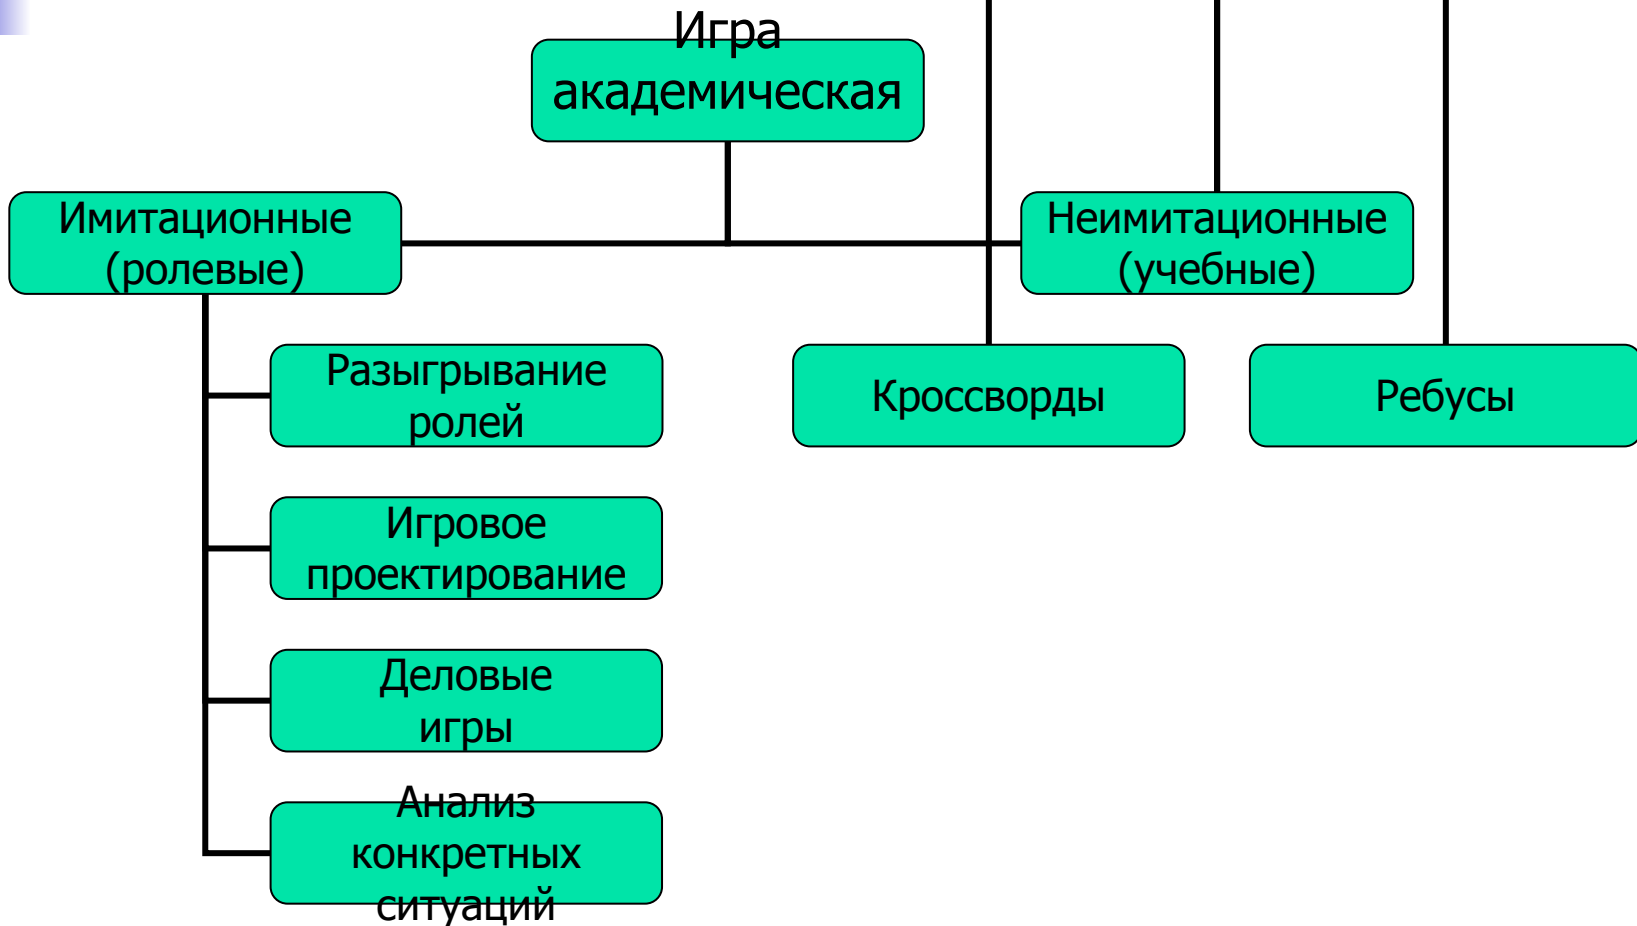 Игра
академическая
Имитационные
(ролевые)
Неимитационные
(учебные)
Разыгрывание
ролей
Кроссворды
Ребусы
Игровое
проектирование
Деловые
игры
Анализ
конкретных
ситуаций